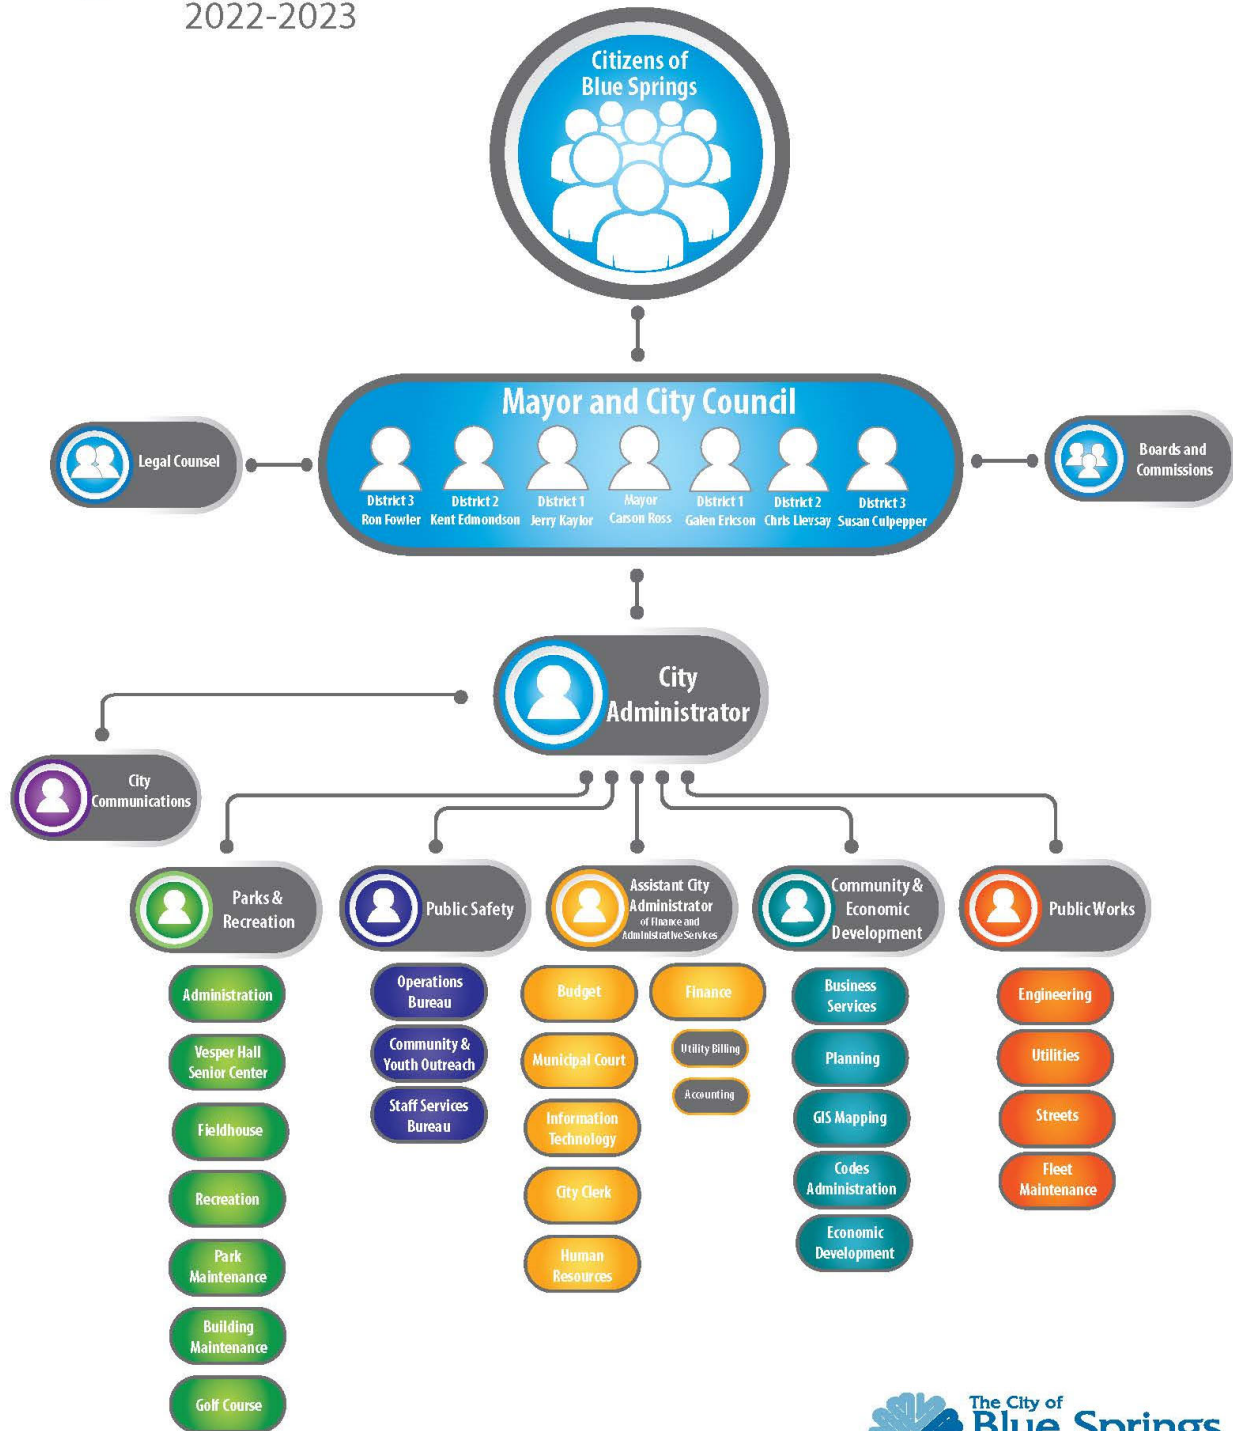 2022-2023
Citizens of
Blue Springs
Mayor and City Council
District 3
Ron Fowler
District 2
Kent Edmondson
District 1
Jerry Kaylor
Mayor
Carson Ross
District 1
Galen Ericson
District 2
Chris Lievsay
District 3
Susan Culpepper
Legal Counsel
Boards and
Commissions
City
Administrator
City
Communications
Parks &
Recreation
Public Safety
Assistant City
Administrator
of Finance and
Administrative Services
Community &
Economic
Development
Public Works
Administration
Vesper Hall
Senior Center
Fieldhouse
Recreation
Park
Maintenance
Building
Maintenance
Golf Course
Operations
Bureau
Community &
Youth Outreach
Staff Services
Bureau
Budget
Municipal Court
Information
Technology
City Clerk
Human
Resources
Finance
Utility Billing
Accounting
Business
Services
Planning
GIS Mapping
Codes
Administration
Economic
Development
Engineering
Utilities
Streets
Fleet
Maintenance
The City of
Blue Springs